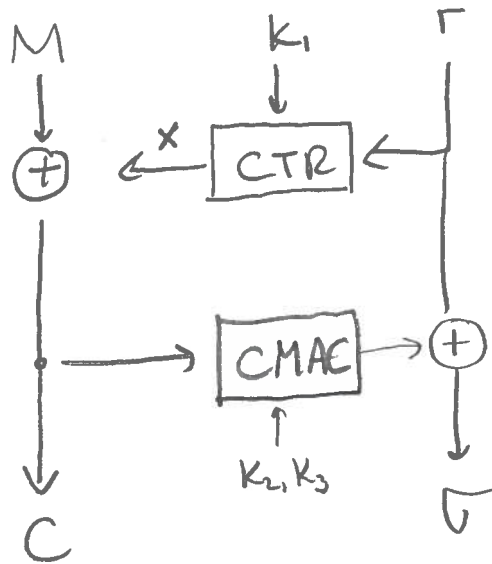 M K₁ r
+ x CTR
CMAC +
K₂, K₃
C σ